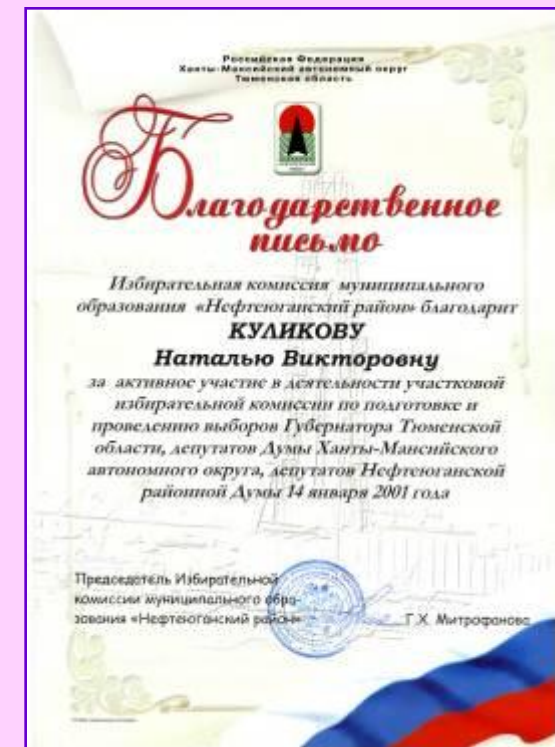 Российская Федерация
Ханты-Мансийский автономный округ
Тюменская область
Благодарственное
письмо
Избирательная комиссия муниципального
образования «Нефтеюганский район» благодарит
КУЛИКОВУ
Наталью Викторовну
за активное участие в деятельности участковой
избирательной комиссии по подготовке и
проведению выборов Губернатора Тюменской
области, депутатов Думы Ханты-Мансийского
автономного округа, депутатов Нефтеюганской
районной Думы 14 января 2001 года
Председатель Избирательной
комиссии муниципального обра-
зования «Нефтеюганский район»
Г.Х. Митрофанова